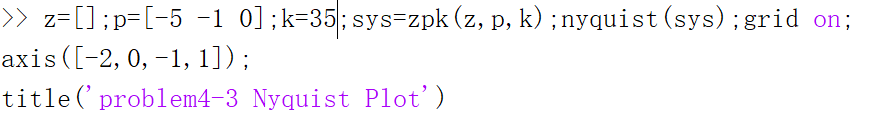 >> z=[];p=[-5 -1 0];k=35;sys=zpk(z,p,k);nyquist(sys);grid on;
axis([-2,0,-1,1]);
title('problem4-3 Nyquist Plot')